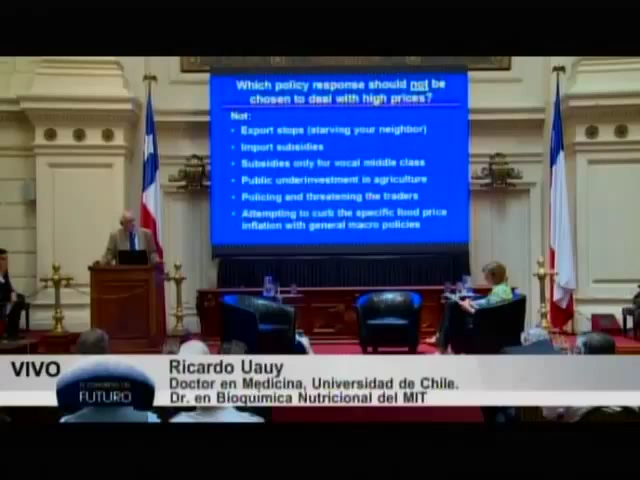 Which policy response should not be
chosen to deal with high prices?
Not:
• Export stops (starving your neighbor)
• Import subsidies
• Subsidies only for vocal middle class
• Public underinvestment in agriculture
• Policing and threatening the traders
• Attempting to curb the specific food price
inflation with general macro policies
VIVO
CONGRESO DEL
FUTURO
Ricardo Uauy
Doctor en Medicina, Universidad de Chile.
Dr. en Bioquimica Nutricional del MIT